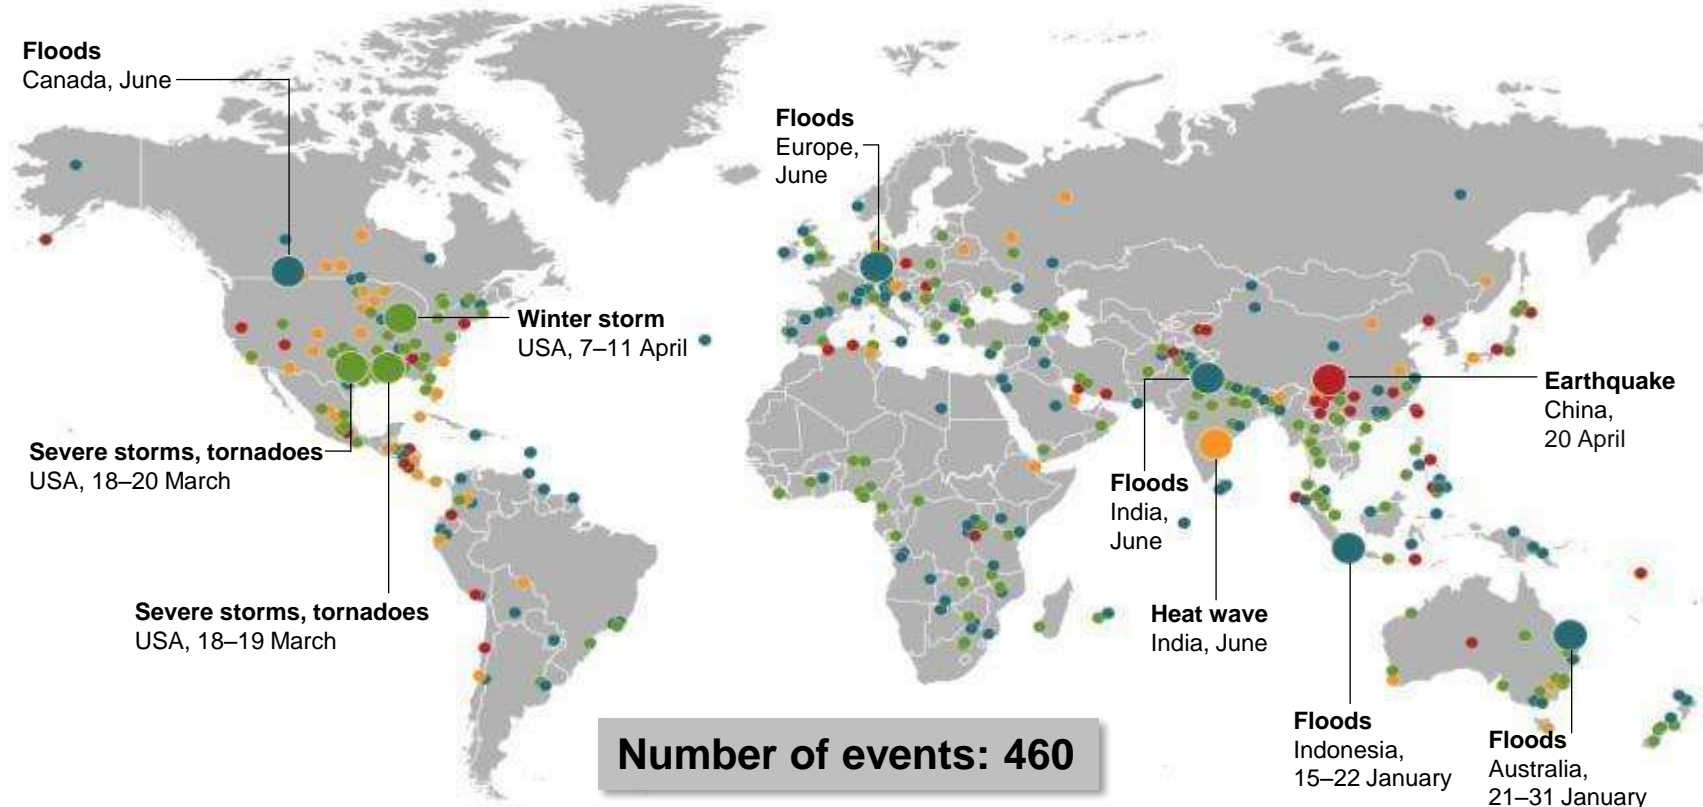 Floods
Canada, June
Floods
Europe,
June
Winter storm
USA, 7–11 April
Earthquake
China,
20 April
Severe storms, tornadoes
USA, 18–20 March
Floods
India,
June
Severe storms, tornadoes
USA, 18–19 March
Heat wave
India, June
Floods
Indonesia,
15–22 January
Floods
Australia,
21–31 January
Number of events: 460